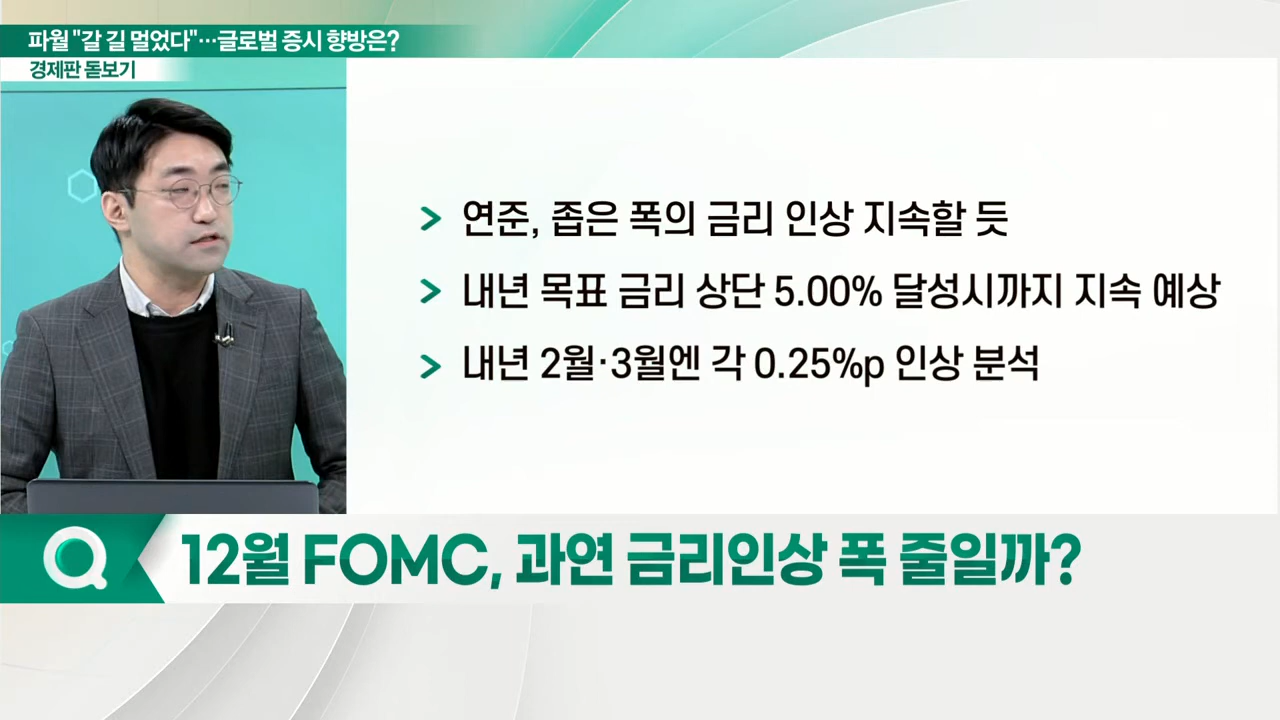 파월 "갈 길 멀었다"…글로벌 증시 향방은?
경제판 돋보기
> 연준, 좁은 폭의 금리 인상 지속할 듯
> 내년 목표 금리 상단 5.00% 달성시까지 지속 예상
> 내년 2월·3월엔 각 0.25%p 인상 분석
Q 12월 FOMC, 과연 금리인상 폭 줄일까?